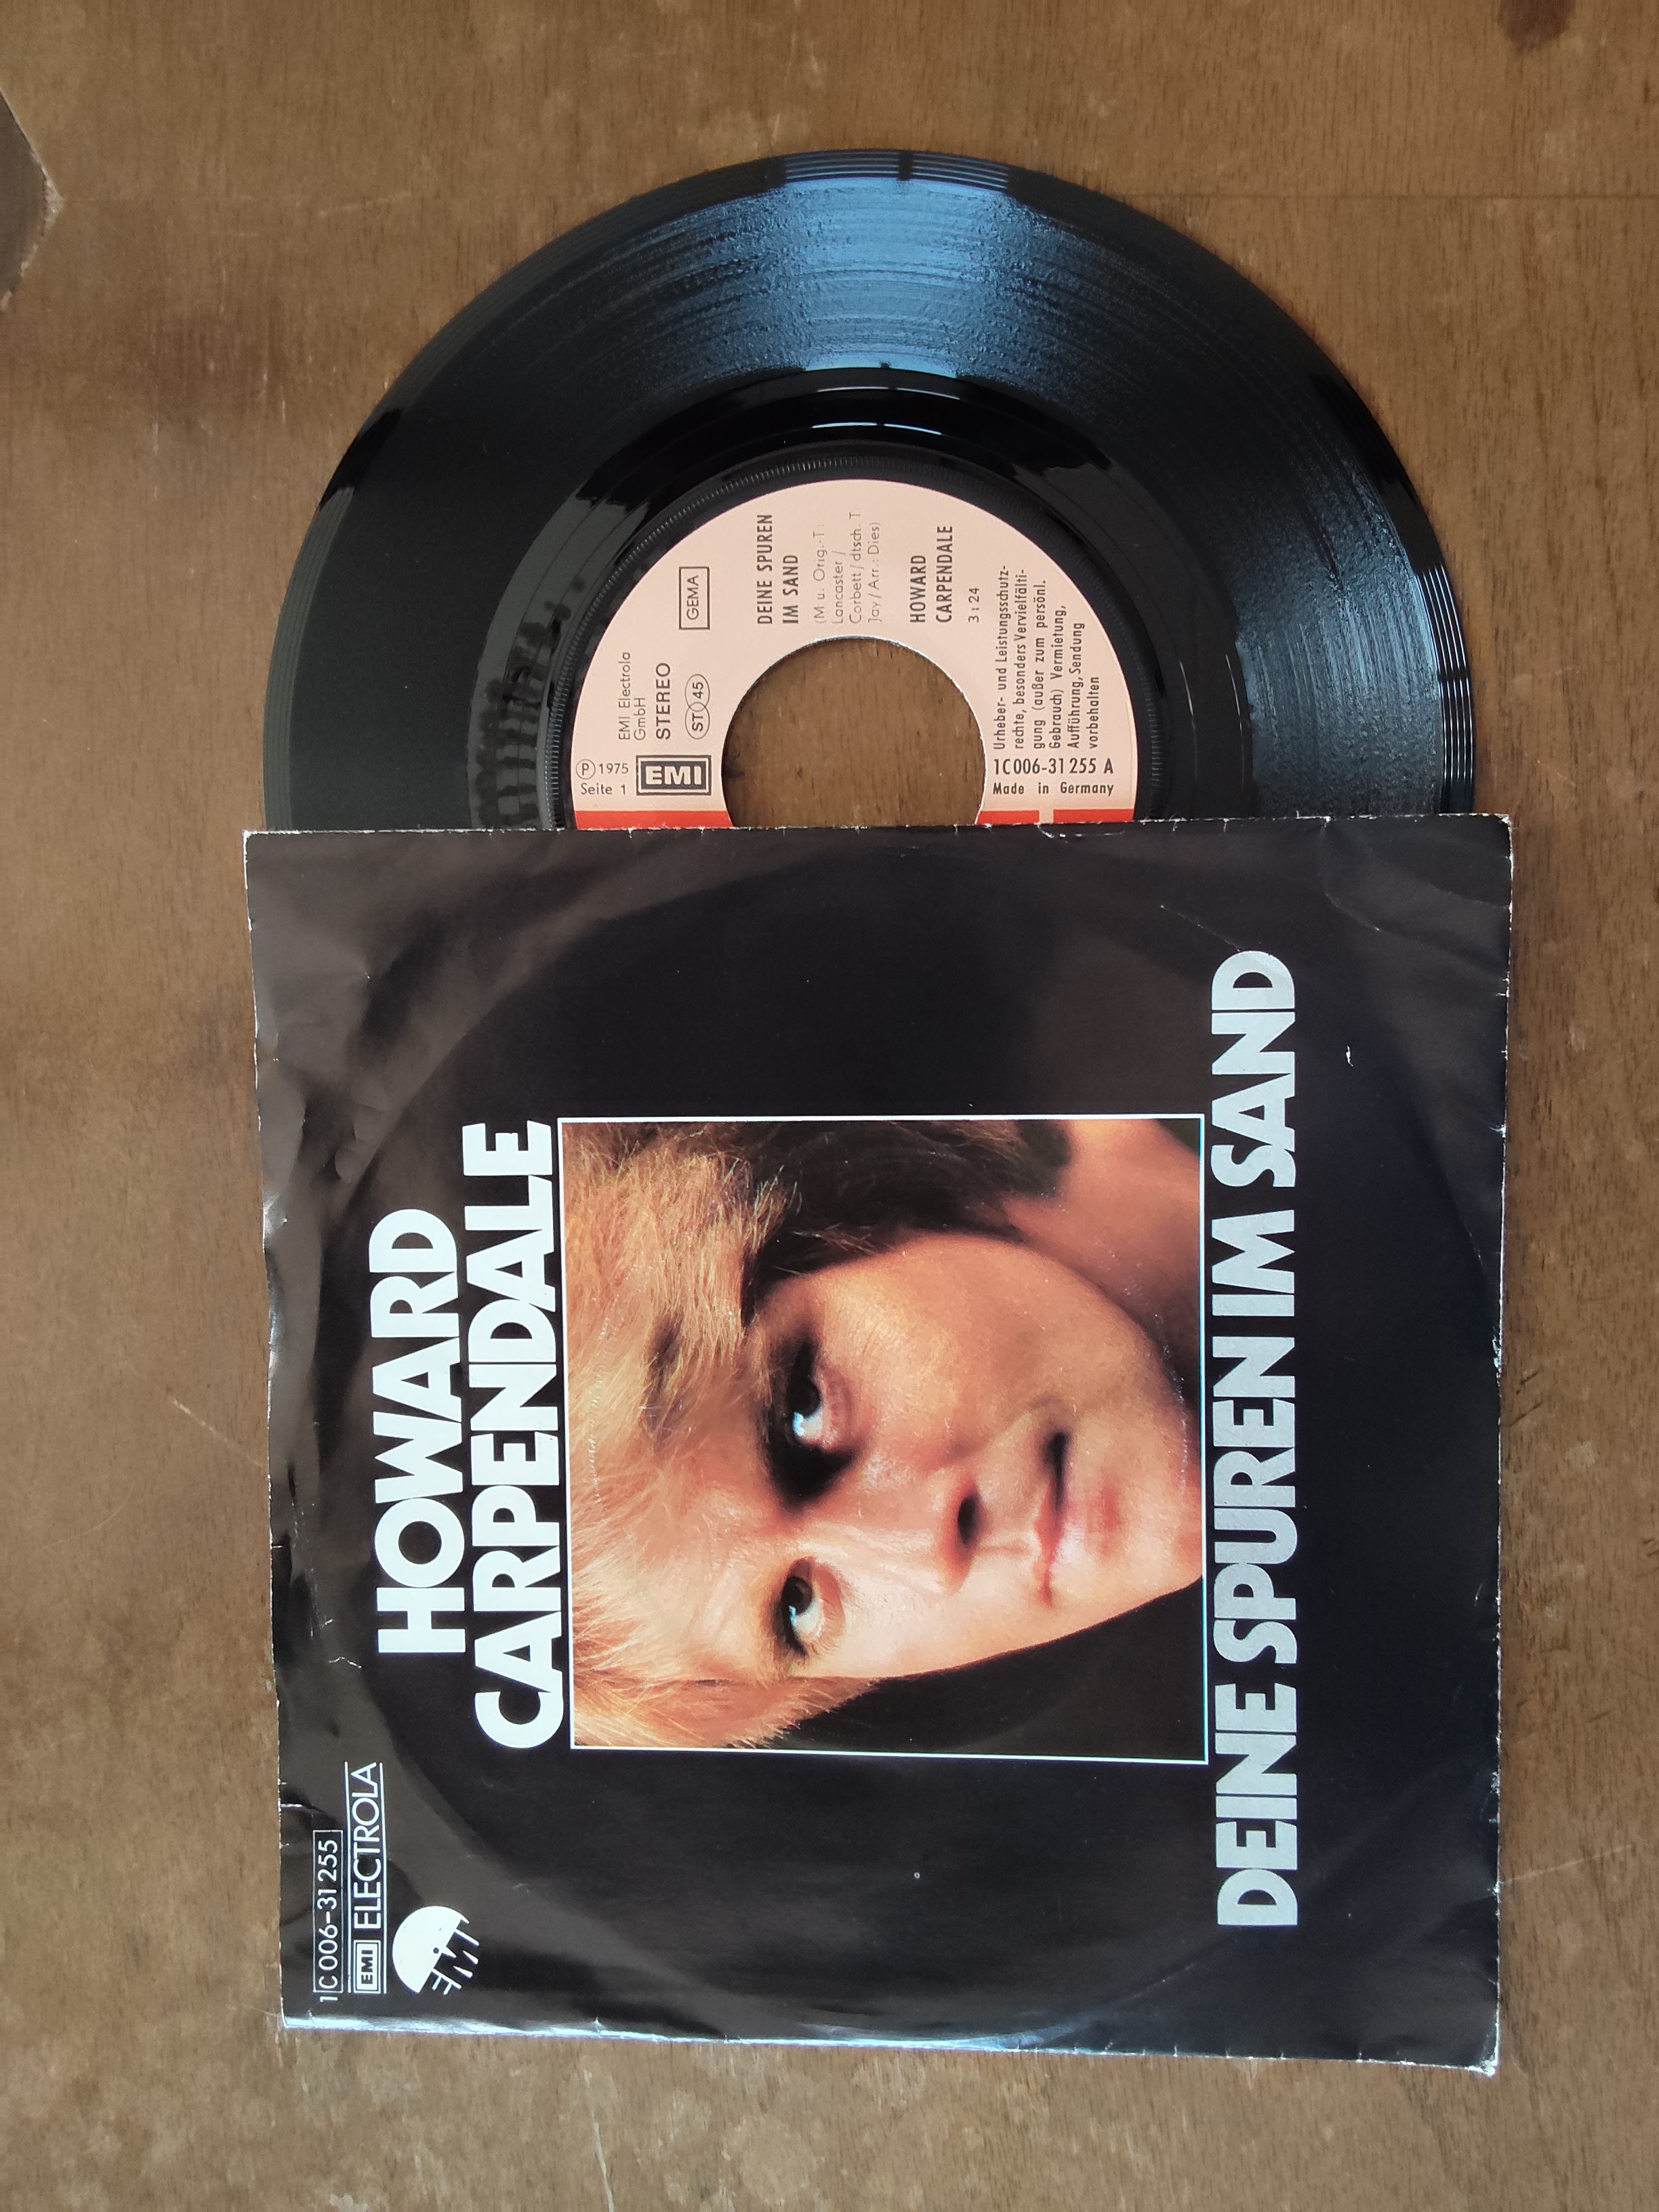 1C 006-31 255
EMI ELECTROLA
EMI
HOWARD
CARPENDALE
DEINE SPUREN IM SAND
Ⓟ 1975
Seite 1
EMI Electrola
GmbH
EMI
STEREO
ST 45
GEMA
DEINE SPUREN
IM SAND
(M u. Orig.-T:
Lancaster /
Corbett / dtsch. T
Jay / Arr.: Dies)
HOWARD
CARPENDALE
3:24
Urheber- und Leistungsschutz-
rechte, besonders Vervielfälti-
gung (außer zum persönl.
Gebrauch) Vermietung,
Aufführung, Sendung
vorbehalten
1C 006-31 255 A
Made in Germany